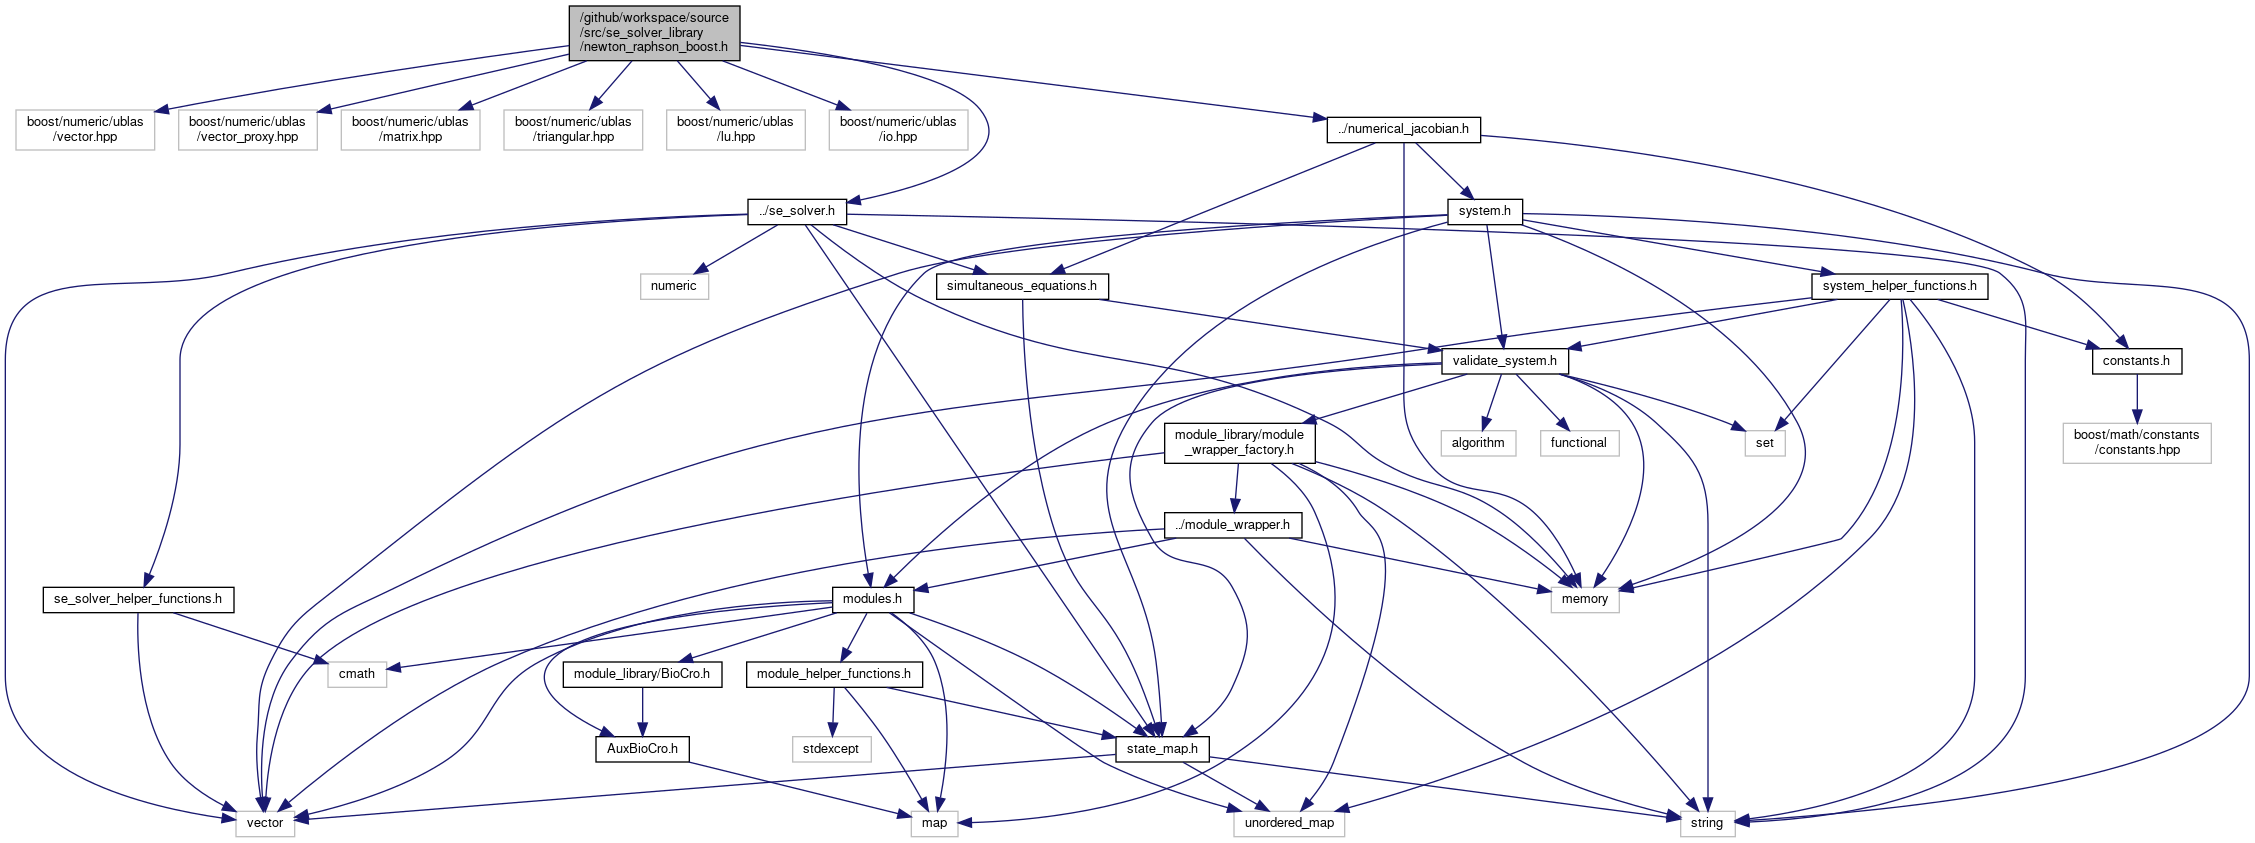 /github/workspace/source
/src/se_solver_library
/newton_raphson_boost.h
boost/numeric/ublas
/vector.hpp
boost/numeric/ublas
/vector_proxy.hpp
boost/numeric/ublas
/matrix.hpp
boost/numeric/ublas
/triangular.hpp
boost/numeric/ublas
/lu.hpp
boost/numeric/ublas
/io.hpp
../numerical_jacobian.h
../se_solver.h
system.h
numeric
simultaneous_equations.h
system_helper_functions.h
validate_system.h
constants.h
module_library/module
_wrapper_factory.h
algorithm
functional
set
boost/math/constants
/constants.hpp
../module_wrapper.h
se_solver_helper_functions.h
modules.h
memory
cmath
module_library/BioCro.h
module_helper_functions.h
AuxBioCro.h
stdexcept
state_map.h
vector
map
unordered_map
string